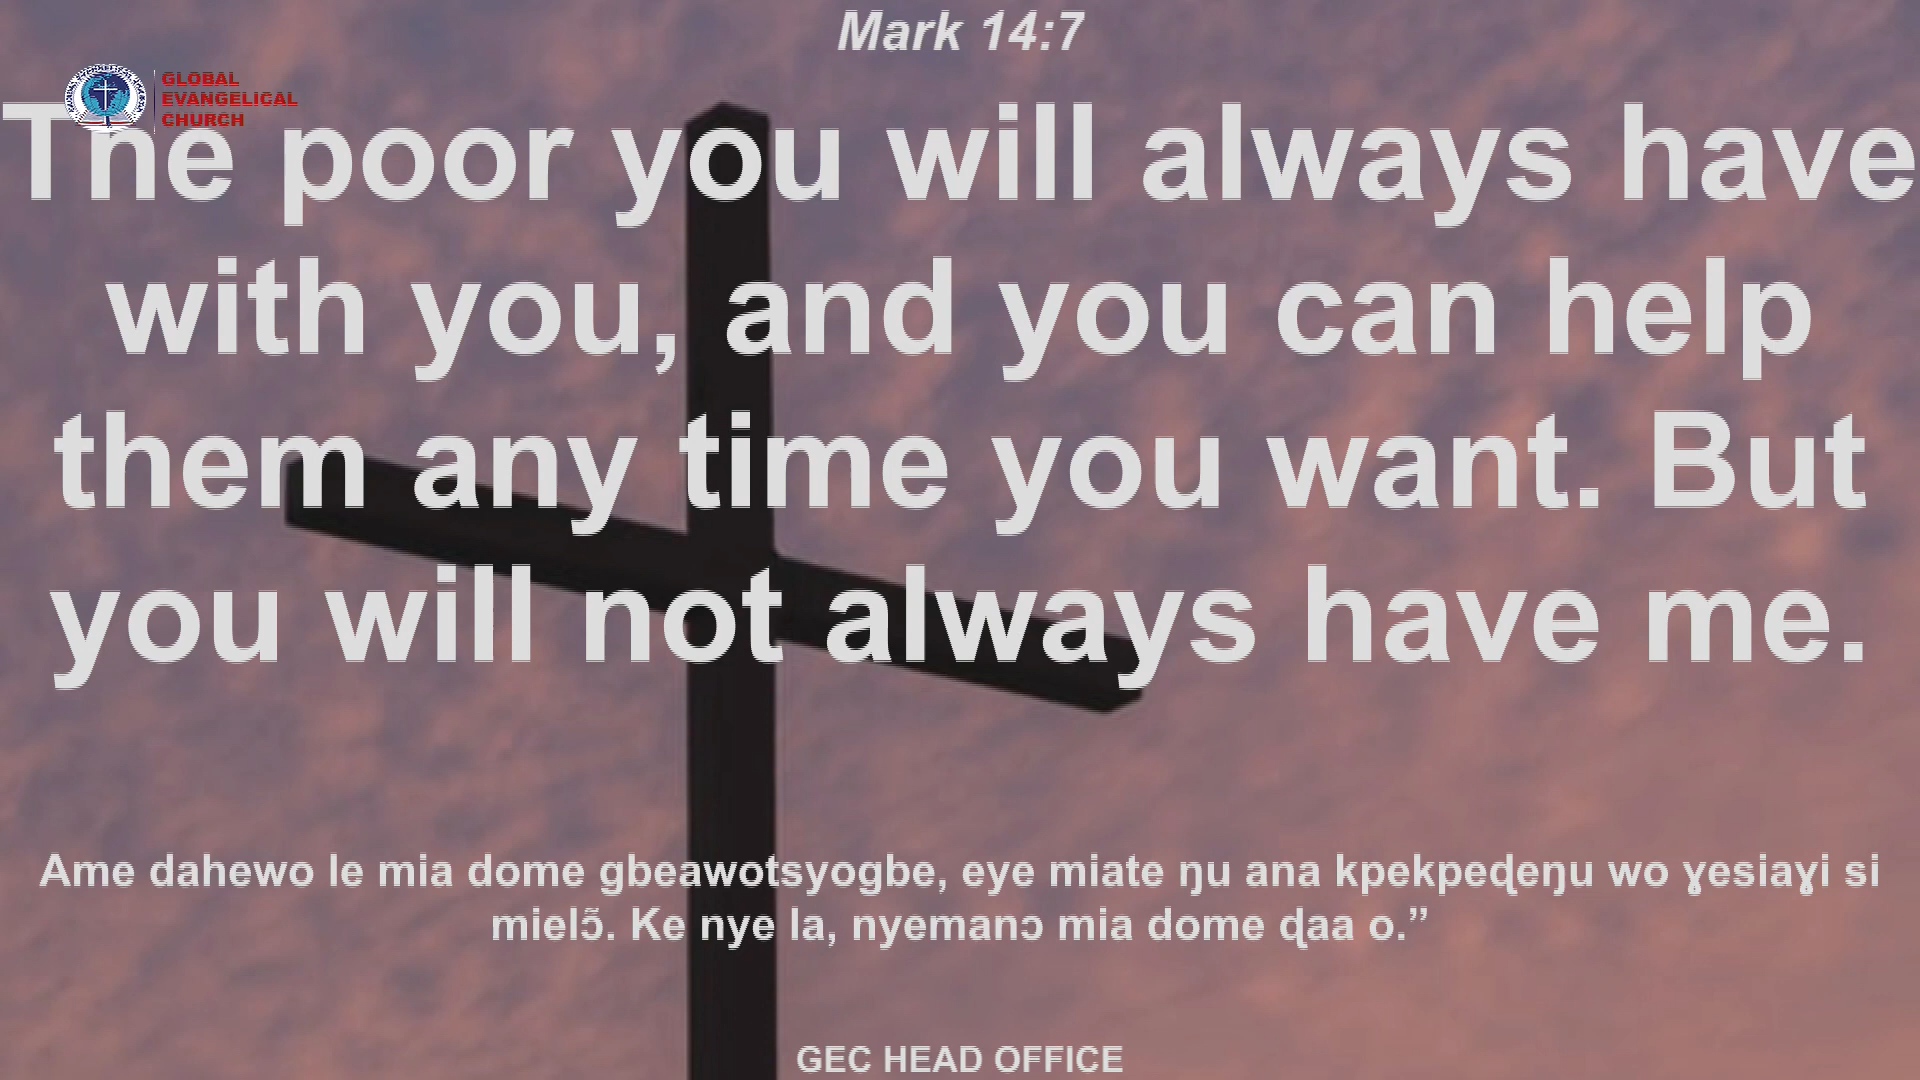 Mark 14:7
GLOBAL
EVANGELICAL
CHURCH
The poor you will always have
with you, and you can help
them any time you want. But
you will not always have me.
Ame dahewo le mia dome gbeawotsyogbe, eye miate ŋu ana kpekpeɖeŋu wo ɣesiaɣi si
mielɔ̃. Ke nye la, nyemanɔ mia dome ɖaa o.”
GEC HEAD OFFICE